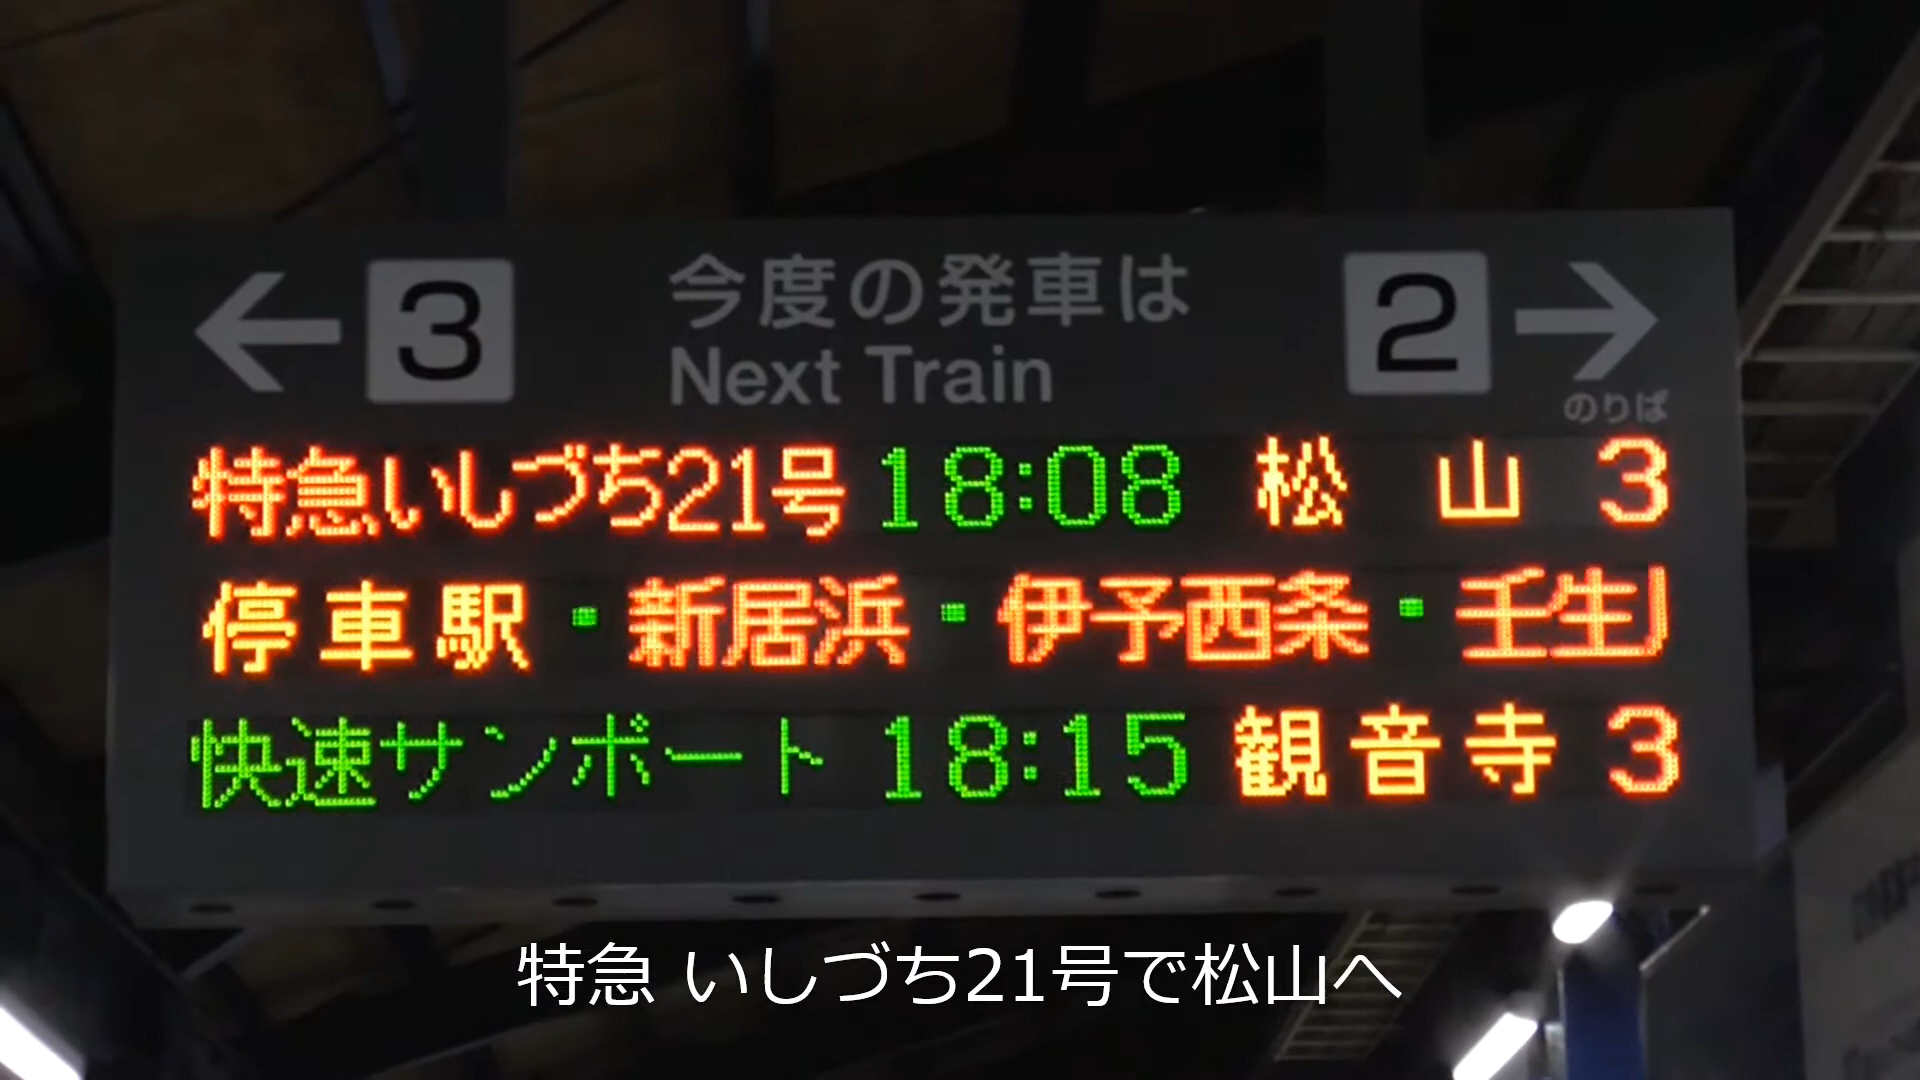 ← 3 今度の発車は 2 →
Next Train
のりば
特急いしづち21号 18:08 松山 3
停車駅・新居浜・伊予西条・壬生
快速サンポート 18:15 観音寺 3
特急 いしづち21号で松山へ